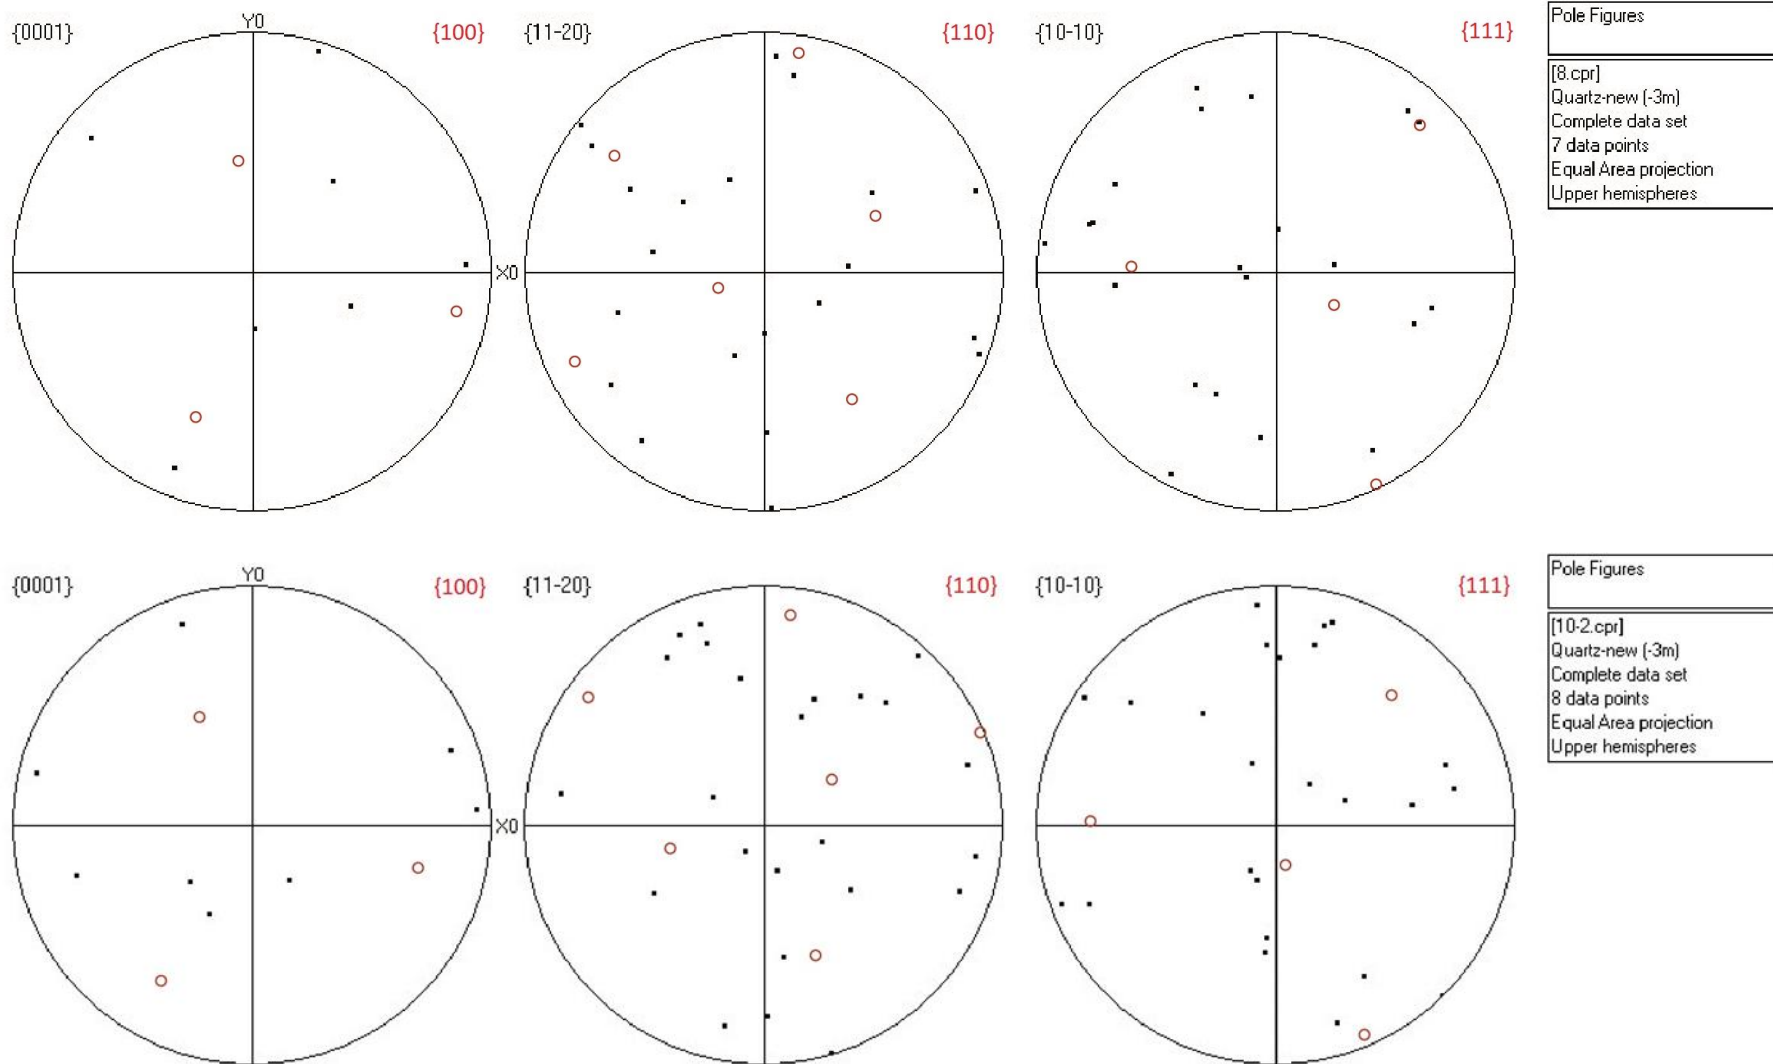 Y0
{0001}
{100}
{11-20}
{110}
{10-10}
{111}
X0
Pole Figures
[8.cpr]
Quartz-new (-3m)
Complete data set
7 data points
Equal Area projection
Upper hemispheres
Y0
{0001}
{100}
{11-20}
{110}
{10-10}
{111}
X0
Pole Figures
[10-2.cpr]
Quartz-new (-3m)
Complete data set
8 data points
Equal Area projection
Upper hemispheres